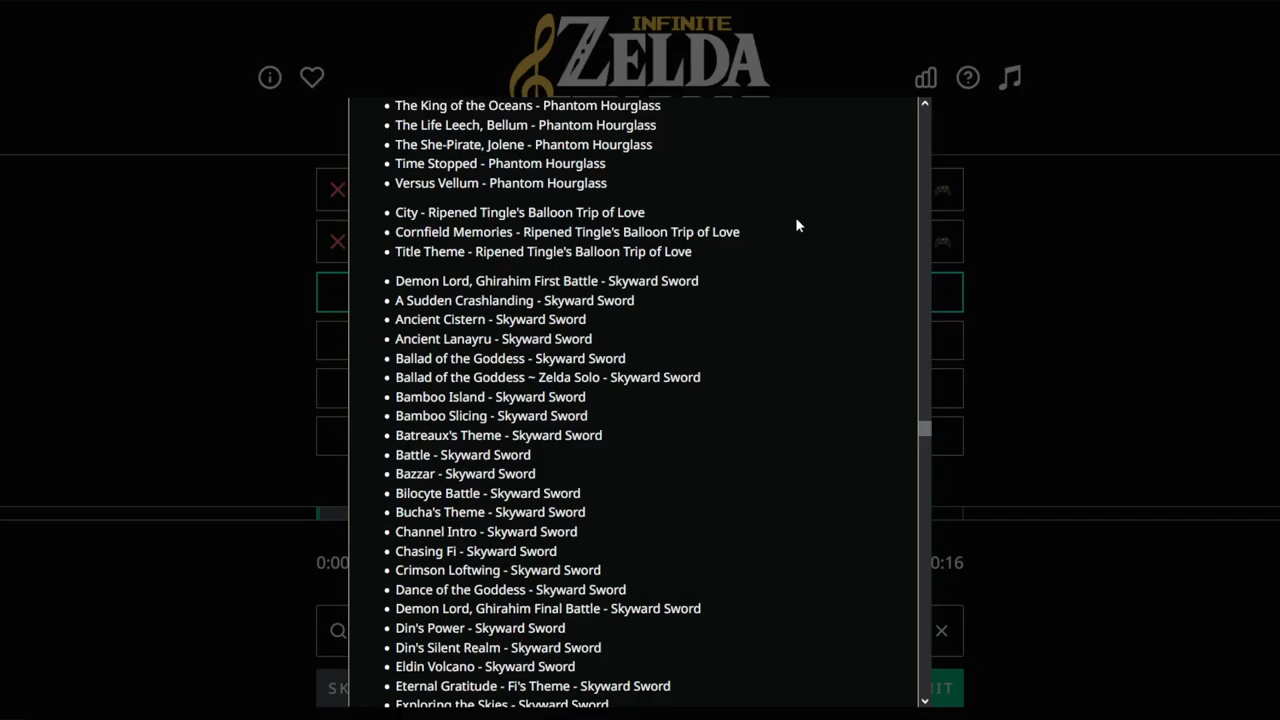 INFINITE
ZELDA
The King of the Oceans - Phantom Hourglass
The Life Leech, Bellum - Phantom Hourglass
The She-Pirate, Jolene - Phantom Hourglass
Time Stopped - Phantom Hourglass
Versus Vellum - Phantom Hourglass
City - Ripened Tingle's Balloon Trip of Love
Cornfield Memories - Ripened Tingle's Balloon Trip of Love
Title Theme - Ripened Tingle's Balloon Trip of Love
Demon Lord, Ghirahim First Battle - Skyward Sword
A Sudden Crashlanding - Skyward Sword
Ancient Cistern - Skyward Sword
Ancient Lanayru - Skyward Sword
Ballad of the Goddess - Skyward Sword
Ballad of the Goddess ~ Zelda Solo - Skyward Sword
Bamboo Island - Skyward Sword
Bamboo Slicing - Skyward Sword
Batreaux's Theme - Skyward Sword
Battle - Skyward Sword
Bazzar - Skyward Sword
Bilocyte Battle - Skyward Sword
Bucha's Theme - Skyward Sword
Channel Intro - Skyward Sword
Chasing Fi - Skyward Sword
0:00
0:16
Crimson Loftwing - Skyward Sword
Dance of the Goddess - Skyward Sword
Demon Lord, Ghirahim Final Battle - Skyward Sword
Din's Power - Skyward Sword
Din's Silent Realm - Skyward Sword
Eldin Volcano - Skyward Sword
Eternal Gratitude - Fi's Theme - Skyward Sword
SK
IT
Exploring the Skies - Skyward Sword